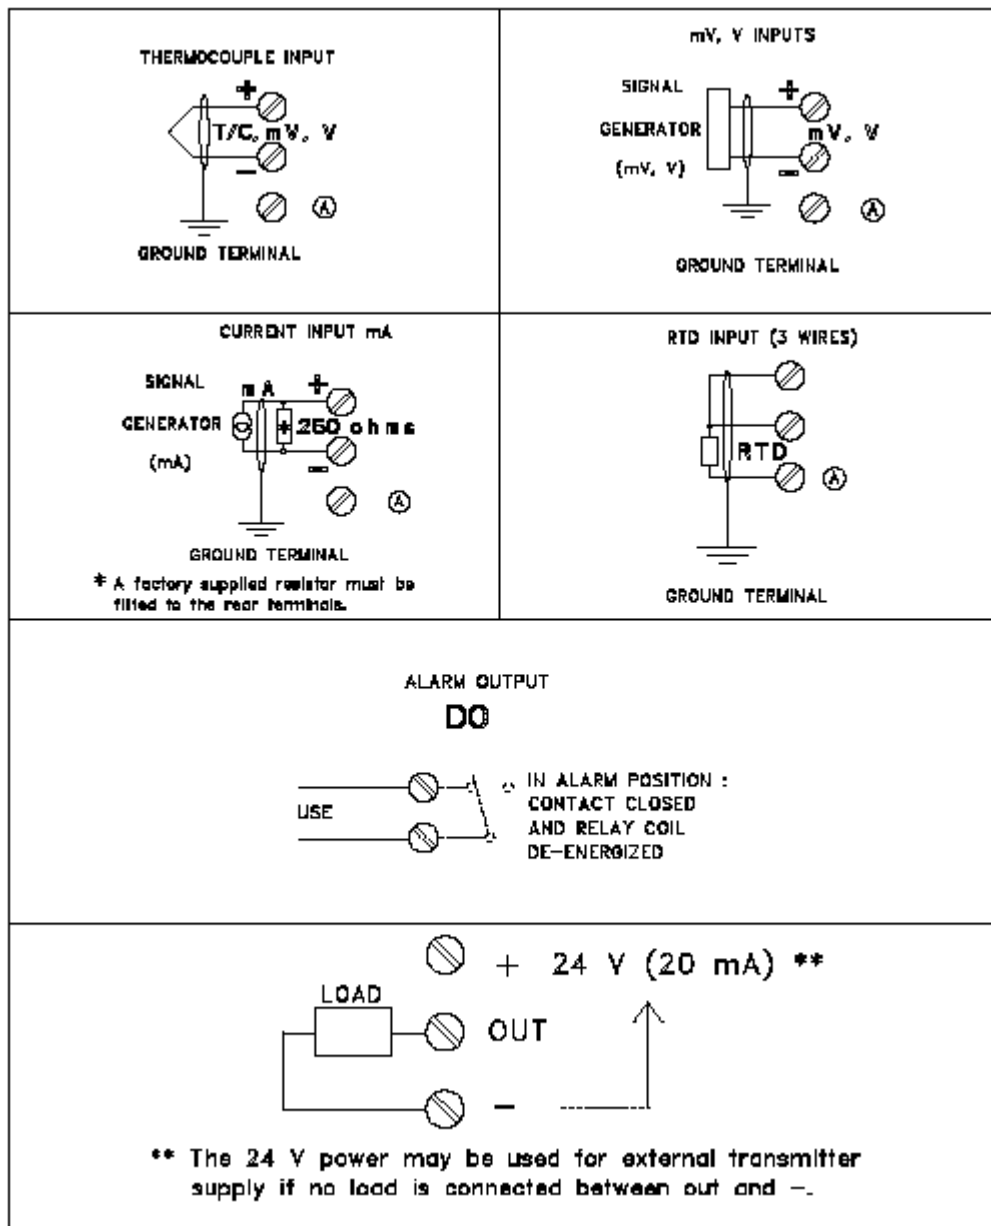 THERMOCOUPLE INPUT
+
T/C, mV, V
−
A
GROUND TERMINAL
mV, V INPUTS
SIGNAL
GENERATOR
(mV, V)
+
mV, V
−
A
GROUND TERMINAL
CURRENT INPUT mA
SIGNAL
GENERATOR
(mA)
mA
+
* 250 ohms
−
A
GROUND TERMINAL
* A factory supplied resistor must be
fitted to the rear terminals.
RTD INPUT (3 WIRES)
RTD
A
GROUND TERMINAL
ALARM OUTPUT
DO
USE
IN ALARM POSITION :
CONTACT CLOSED
AND RELAY COIL
DE-ENERGIZED
+ 24 V (20 mA) **
LOAD
OUT
−
** The 24 V power may be used for external transmitter
supply if no load is connected between out and −.